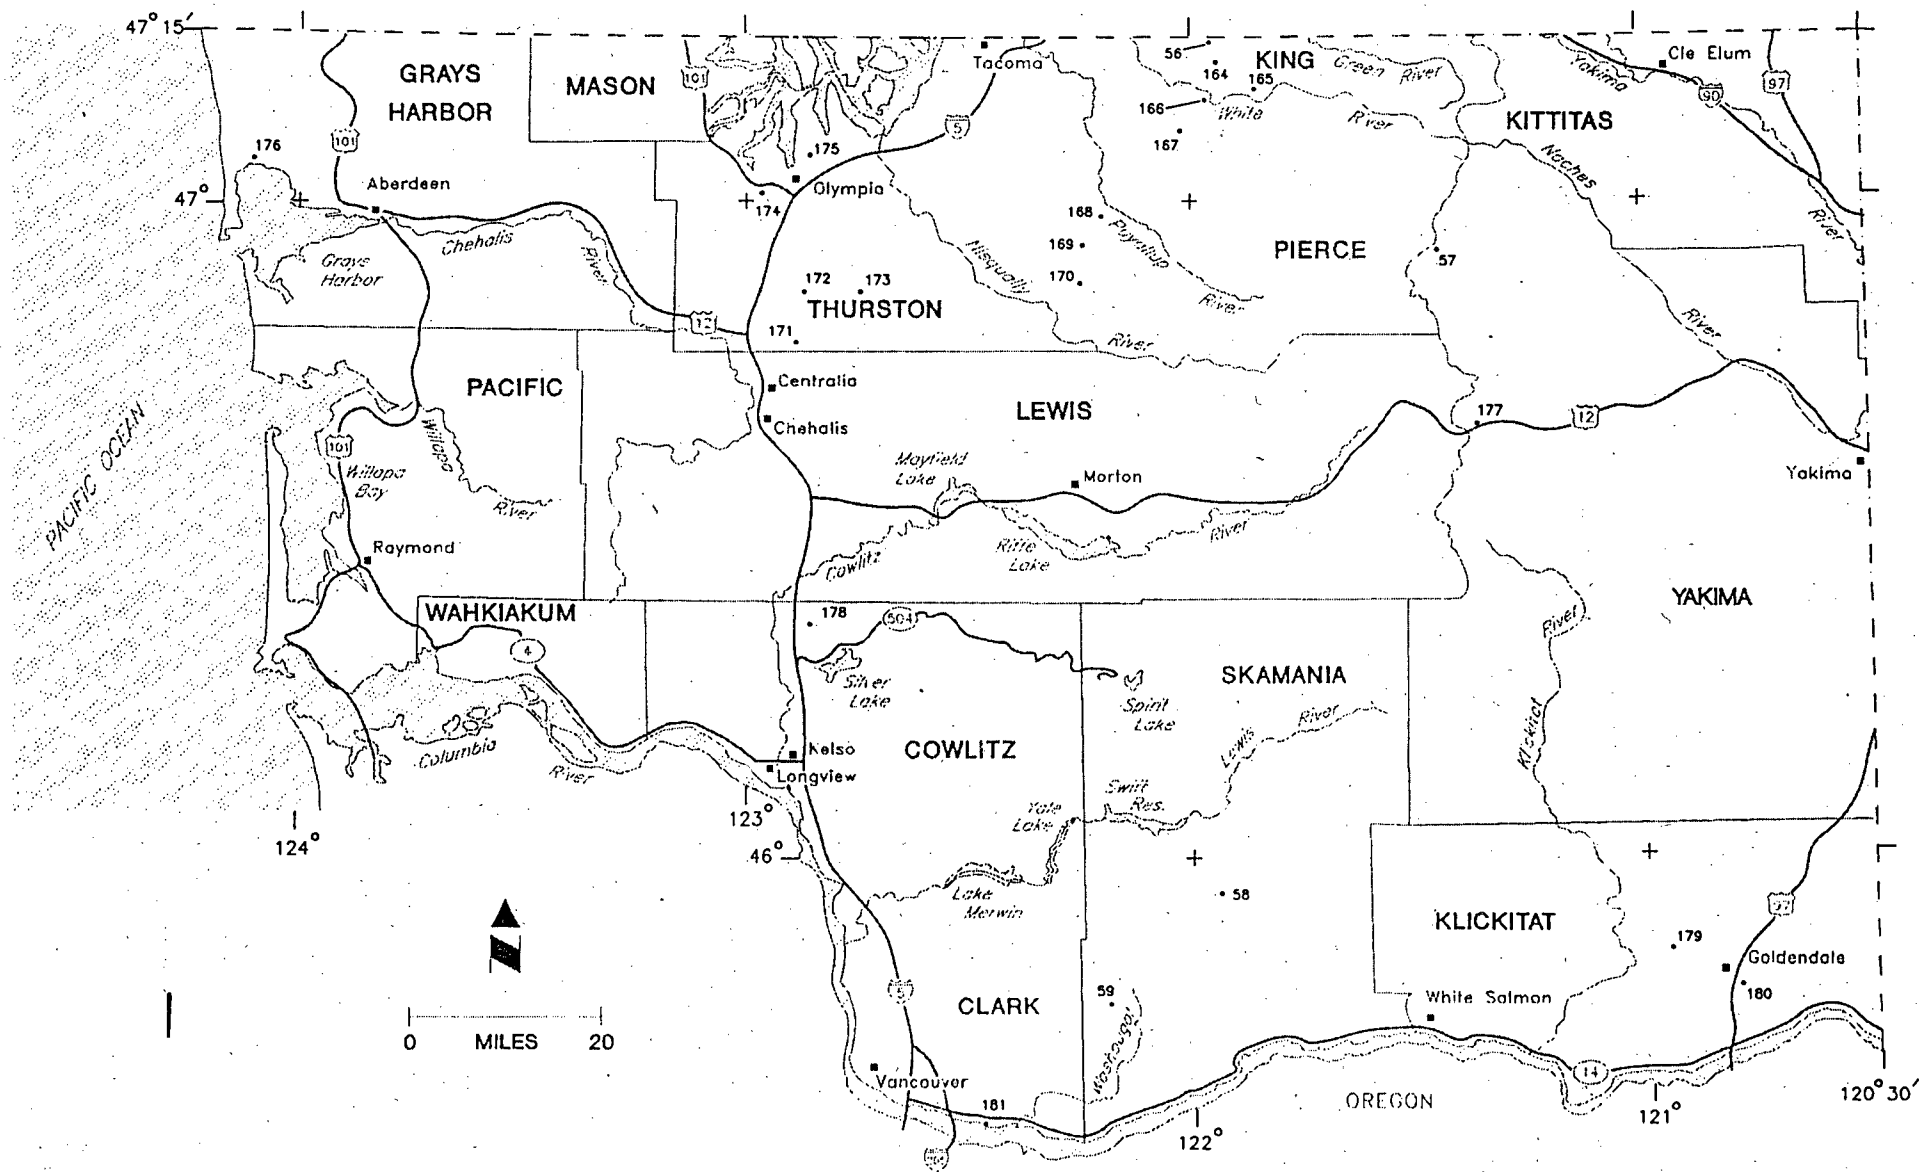 47° 15'
GRAYS
HARBOR
MASON
101
Tacoma
56
164
KING
165
166
167
Green River
White
River
Yakima
Cle Elum
90
97
KITTITAS
101
176
Aberdeen
47°
Chehalis
River
Grays
Harbor
175
Olympia
174
5
Nisqually
River
168
169
170
Puyallup
River
PIERCE
57
Naches
River
River
172
173
THURSTON
171
12
PACIFIC OCEAN
PACIFIC
Centralia
Chehalis
LEWIS
101
Willapa
Bay
Willapa
River
Mayfield
Lake
Morton
Riffe
Lake
River
Cowlitz
177
12
Yakima
Raymond
WAHKIAKUM
4
178
504
Silver
Lake
Spirit
Lake
SKAMANIA
YAKIMA
River
Klickitat
Lewis
River
Columbia
River
Kelso
Longview
COWLITZ
Swift
Res.
Yale
Lake
124°
123°
46°
Lake
Merwin
58
KLICKITAT
97
179
Goldendale
180
White Salmon
5
CLARK
59
Washougal
0
MILES
20
Vancouver
181
14
OREGON
122°
121°
120° 30'